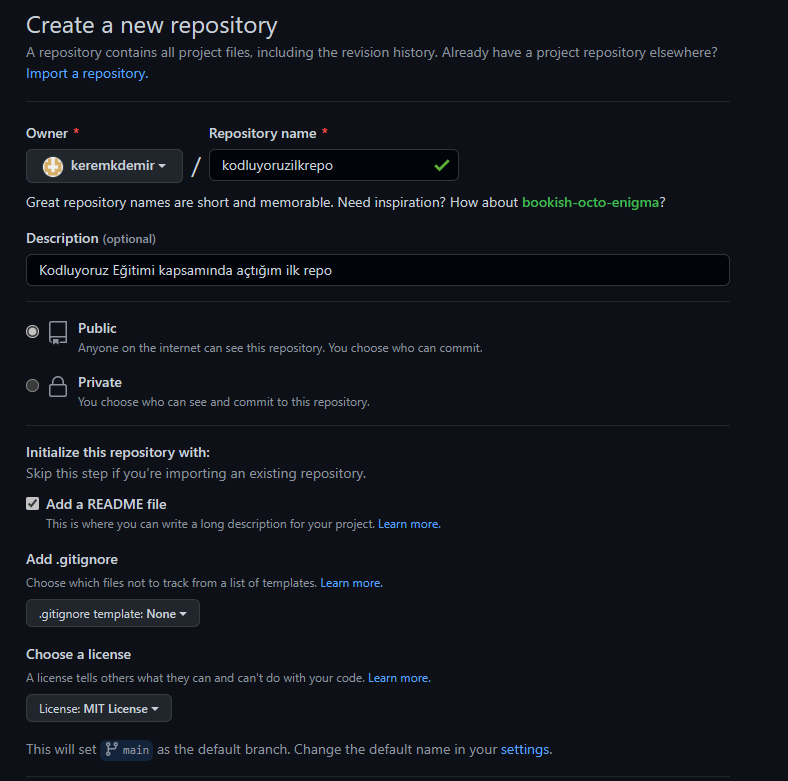 Create a new repository
A repository contains all project files, including the revision history. Already have a project repository elsewhere?
Import a repository.
Owner * Repository name *
keremkdemir / kodluyoruzilkrepo
Great repository names are short and memorable. Need inspiration? How about bookish-octo-enigma?
Description (optional)
Kodluyoruz Eğitimi kapsamında açtığım ilk repo
Public
Anyone on the internet can see this repository. You choose who can commit.
Private
You choose who can see and commit to this repository.
Initialize this repository with:
Skip this step if you’re importing an existing repository.
Add a README file
This is where you can write a long description for your project. Learn more.
Add .gitignore
Choose which files not to track from a list of templates. Learn more.
.gitignore template: None
Choose a license
A license tells others what they can and can't do with your code. Learn more.
License: MIT License
This will set main as the default branch. Change the default name in your settings.